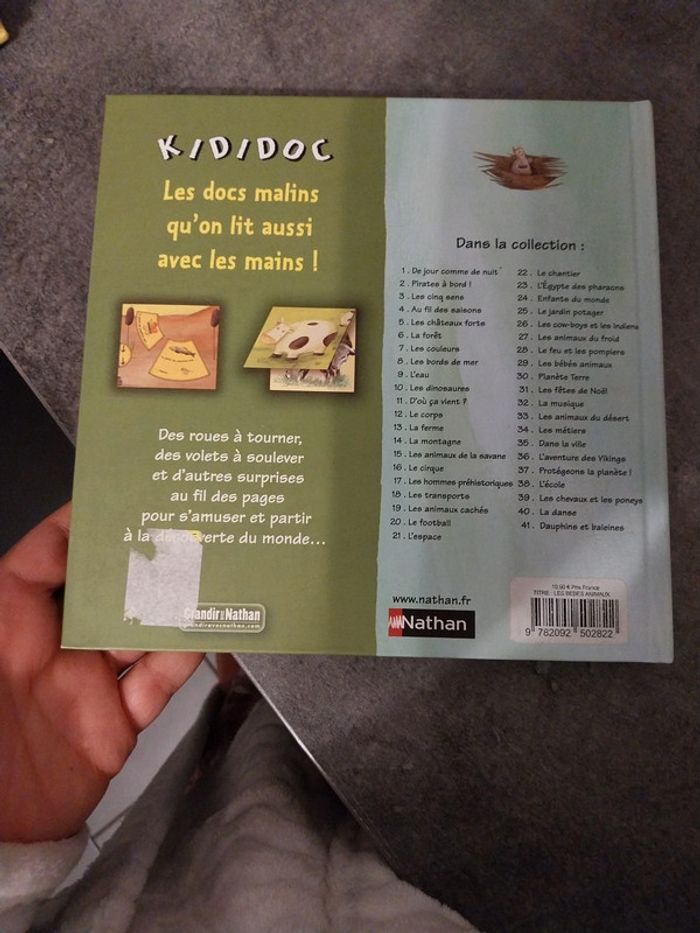 KIDIDOC
Les docs malins
qu'on lit aussi
avec les mains !
Des roues à tourner,
des volets à soulever
et d'autres surprises
au fil des pages
pour s'amuser et partir
à la découverte du monde...
Grandir avec Nathan
grandiravecnathan.com
Dans la collection :
1 . De jour comme de nuit
2 . Pirates à bord !
3 . Les cinq sens
4 . Au fil des saisons
5 . Les châteaux forts
6 . La forêt
7 . Les couleurs
8 . Les bords de mer
9 . L'eau
10 . Les dinosaures
11 . D'où ça vient ?
12 . Le corps
13 . La ferme
14 . La montagne
15 . Les animaux de la savane
16 . Le cirque
17 . Les hommes préhistoriques
18 . Les transports
19 . Les animaux cachés
20 . Le football
21 . L'espace
22 . Le chantier
23 . L'Égypte des pharaons
24 . Enfants du monde
25 . Le jardin potager
26 . Les cow-boys et les Indiens
27 . Les animaux du froid
28 . Le feu et les pompiers
29 . Les bébés animaux
30 . Planète Terre
31 . Les fêtes de Noël
32 . La musique
33 . Les animaux du désert
34 . Les métiers
35 . Dans la ville
36 . L'aventure des Vikings
37 . Protégeons la planète !
38 . L'école
39 . Les chevaux et les poneys
40 . La danse
41 . Dauphins et baleines
www.nathan.fr
Nathan
10.90 € Prix France
TITRE: LES BEBES ANIMAUX
9 782092 502822